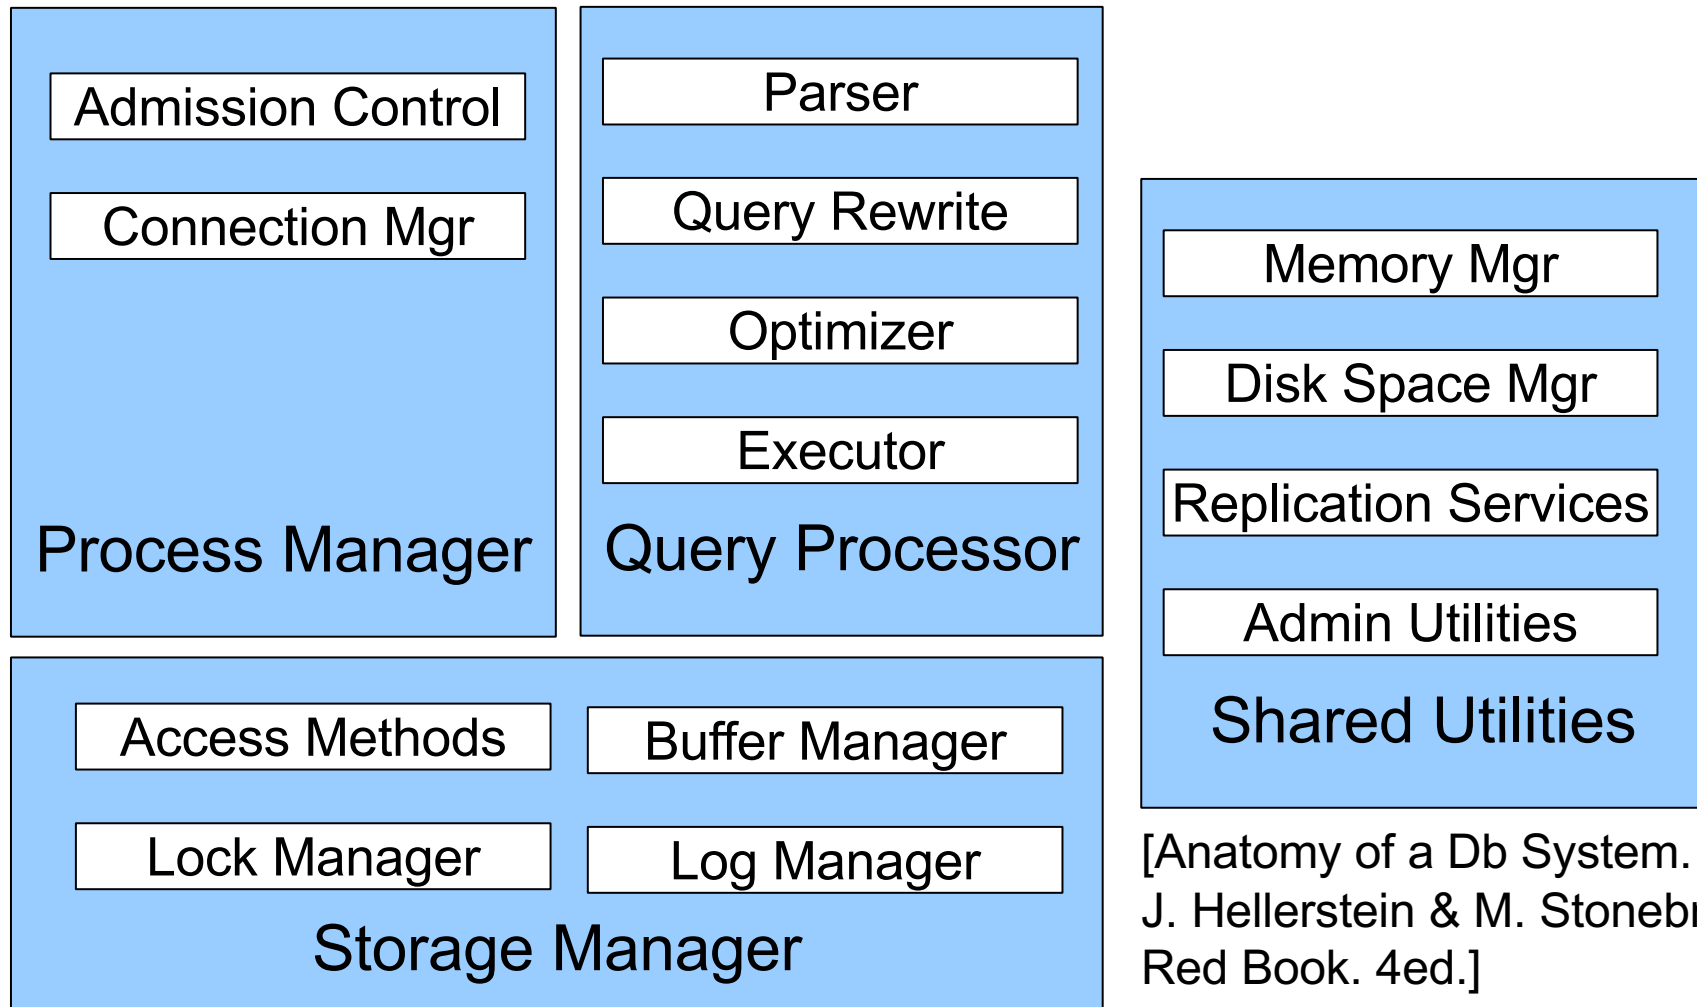 Admission Control
Connection Mgr
Process Manager
Parser
Query Rewrite
Optimizer
Executor
Query Processor
Memory Mgr
Disk Space Mgr
Replication Services
Admin Utilities
Shared Utilities
Access Methods
Buffer Manager
Lock Manager
Log Manager
Storage Manager
[Anatomy of a Db System.
J. Hellerstein & M.
Red Book. 4ed.]